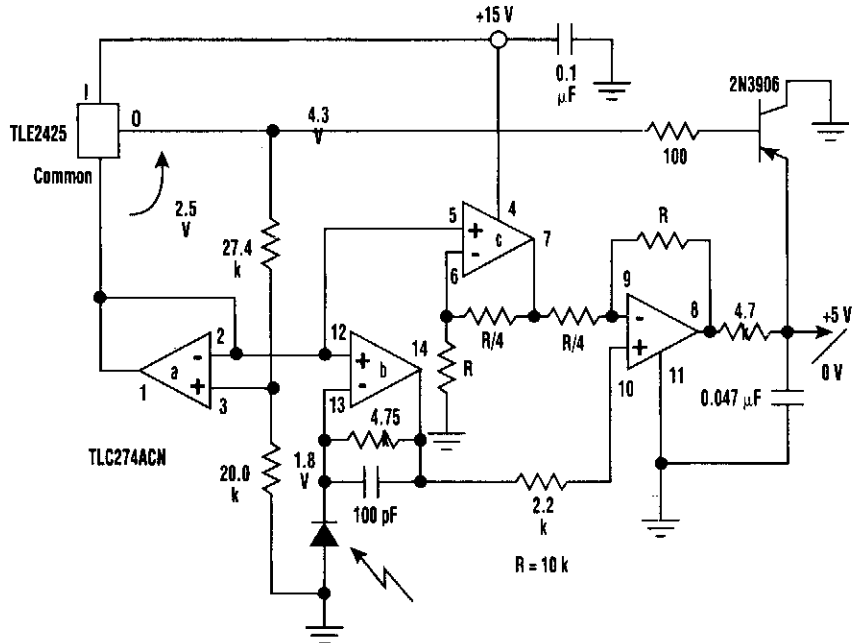 +15 V
0.1
µF
2N3906
I
O
TLE2425
Common
4.3
V
100
2.5
V
27.4
k
5
+
4
c
7
-
6
R
9
-
8
4.7
+5 V
0 V
R/4
R/4
R
+
10
11
0.047 µF
2
-
a
1
+
3
12
+
14
b
-
13
4.75
k
TLC274ACN
20.0
k
1.8
V
100 pF
2.2
k
R = 10 k